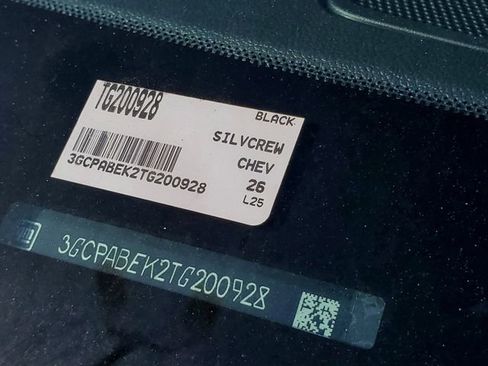 TG200928
BLACK
SILVCREW
3GCPABEK2TG200928
CHEV
26
L25
3GCPABEK2TG200928